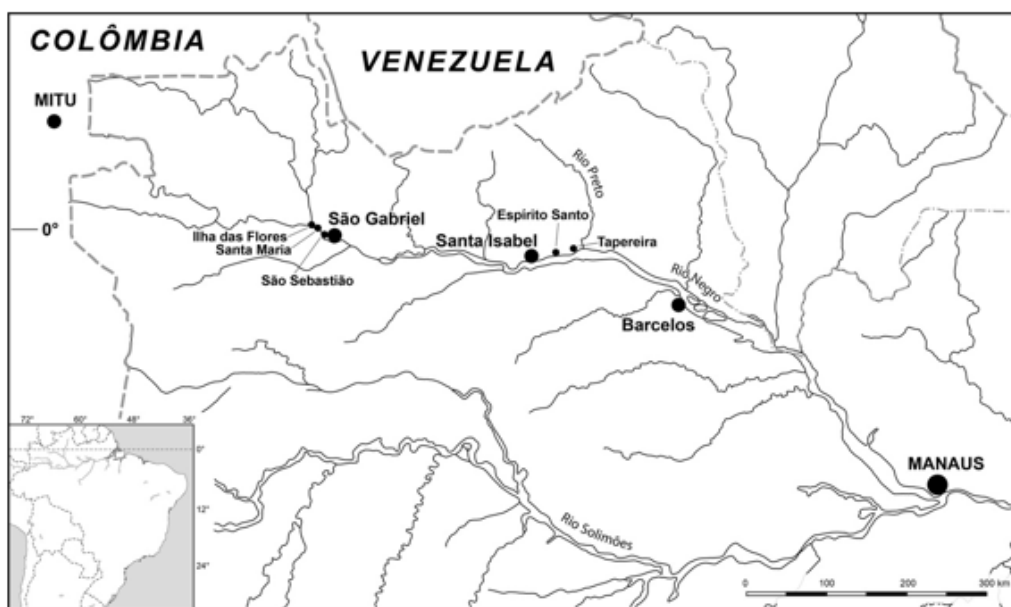 COLÔMBIA
VENEZUELA
MITU
Rio Preto
São Gabriel
Espírito Santo
0°
Ilha das Flores
Santa Maria
Santa Isabel
Tapereira
São Sebastião
Rio Negro
Barcelos
72° 60° 48° 36°
0°
MANAUS
12°
Rio Solimões
24°
0 100 200 300 km